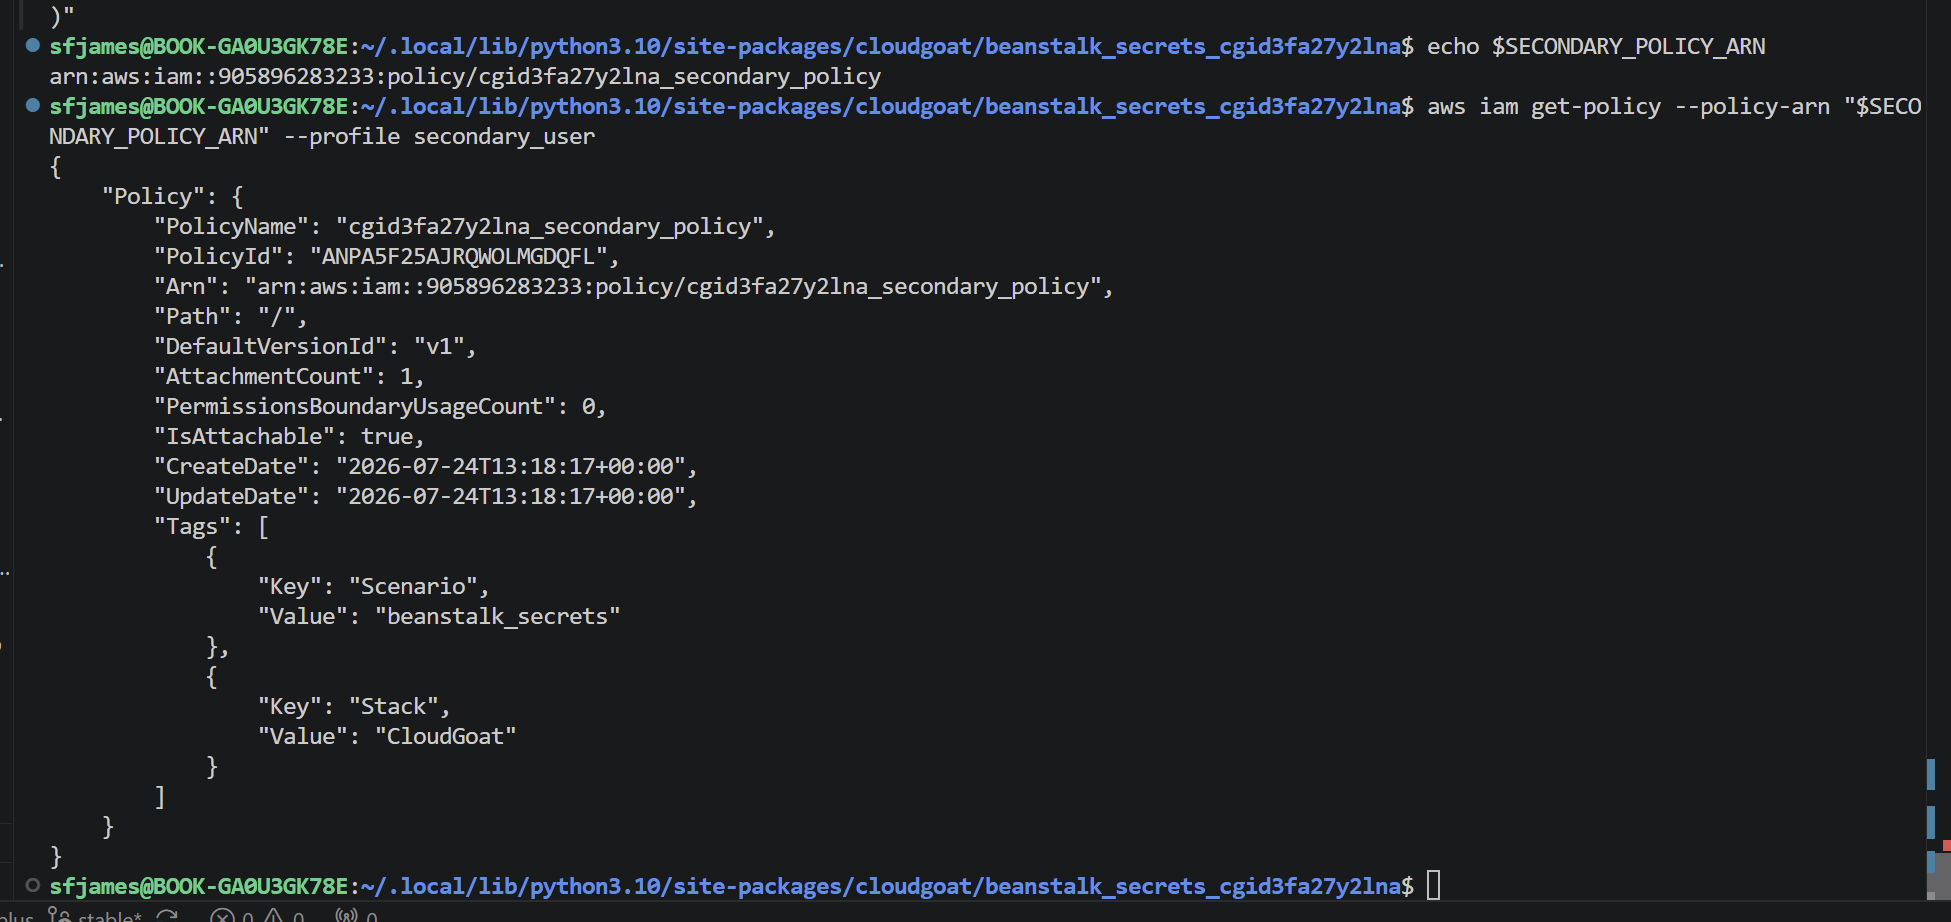 )"
sfjames@BOOK-GA0U3GK78E:~/.local/lib/python3.10/site-packages/cloudgoat/beanstalk_secrets_cgid3fa27y2lna$ echo $SECONDARY_POLICY_ARN
arn:aws:iam::905896283233:policy/cgid3fa27y2lna_secondary_policy
sfjames@BOOK-GA0U3GK78E:~/.local/lib/python3.10/site-packages/cloudgoat/beanstalk_secrets_cgid3fa27y2lna$ aws iam get-policy --policy-arn "$SECO
NDARY_POLICY_ARN" --profile secondary_user
{
    "Policy": {
        "PolicyName": "cgid3fa27y2lna_secondary_policy",
        "PolicyId": "ANPA5F25AJRQWOLMGDQFL",
        "Arn": "arn:aws:iam::905896283233:policy/cgid3fa27y2lna_secondary_policy",
        "Path": "/",
        "DefaultVersionId": "v1",
        "AttachmentCount": 1,
        "PermissionsBoundaryUsageCount": 0,
        "IsAttachable": true,
        "CreateDate": "2026-07-24T13:18:17+00:00",
        "UpdateDate": "2026-07-24T13:18:17+00:00",
        "Tags": [
            {
                "Key": "Scenario",
                "Value": "beanstalk_secrets"
            },
            {
                "Key": "Stack",
                "Value": "CloudGoat"
            }
        ]
    }
}
sfjames@BOOK-GA0U3GK78E:~/.local/lib/python3.10/site-packages/cloudgoat/beanstalk_secrets_cgid3fa27y2lna$
stable* 0 0 0